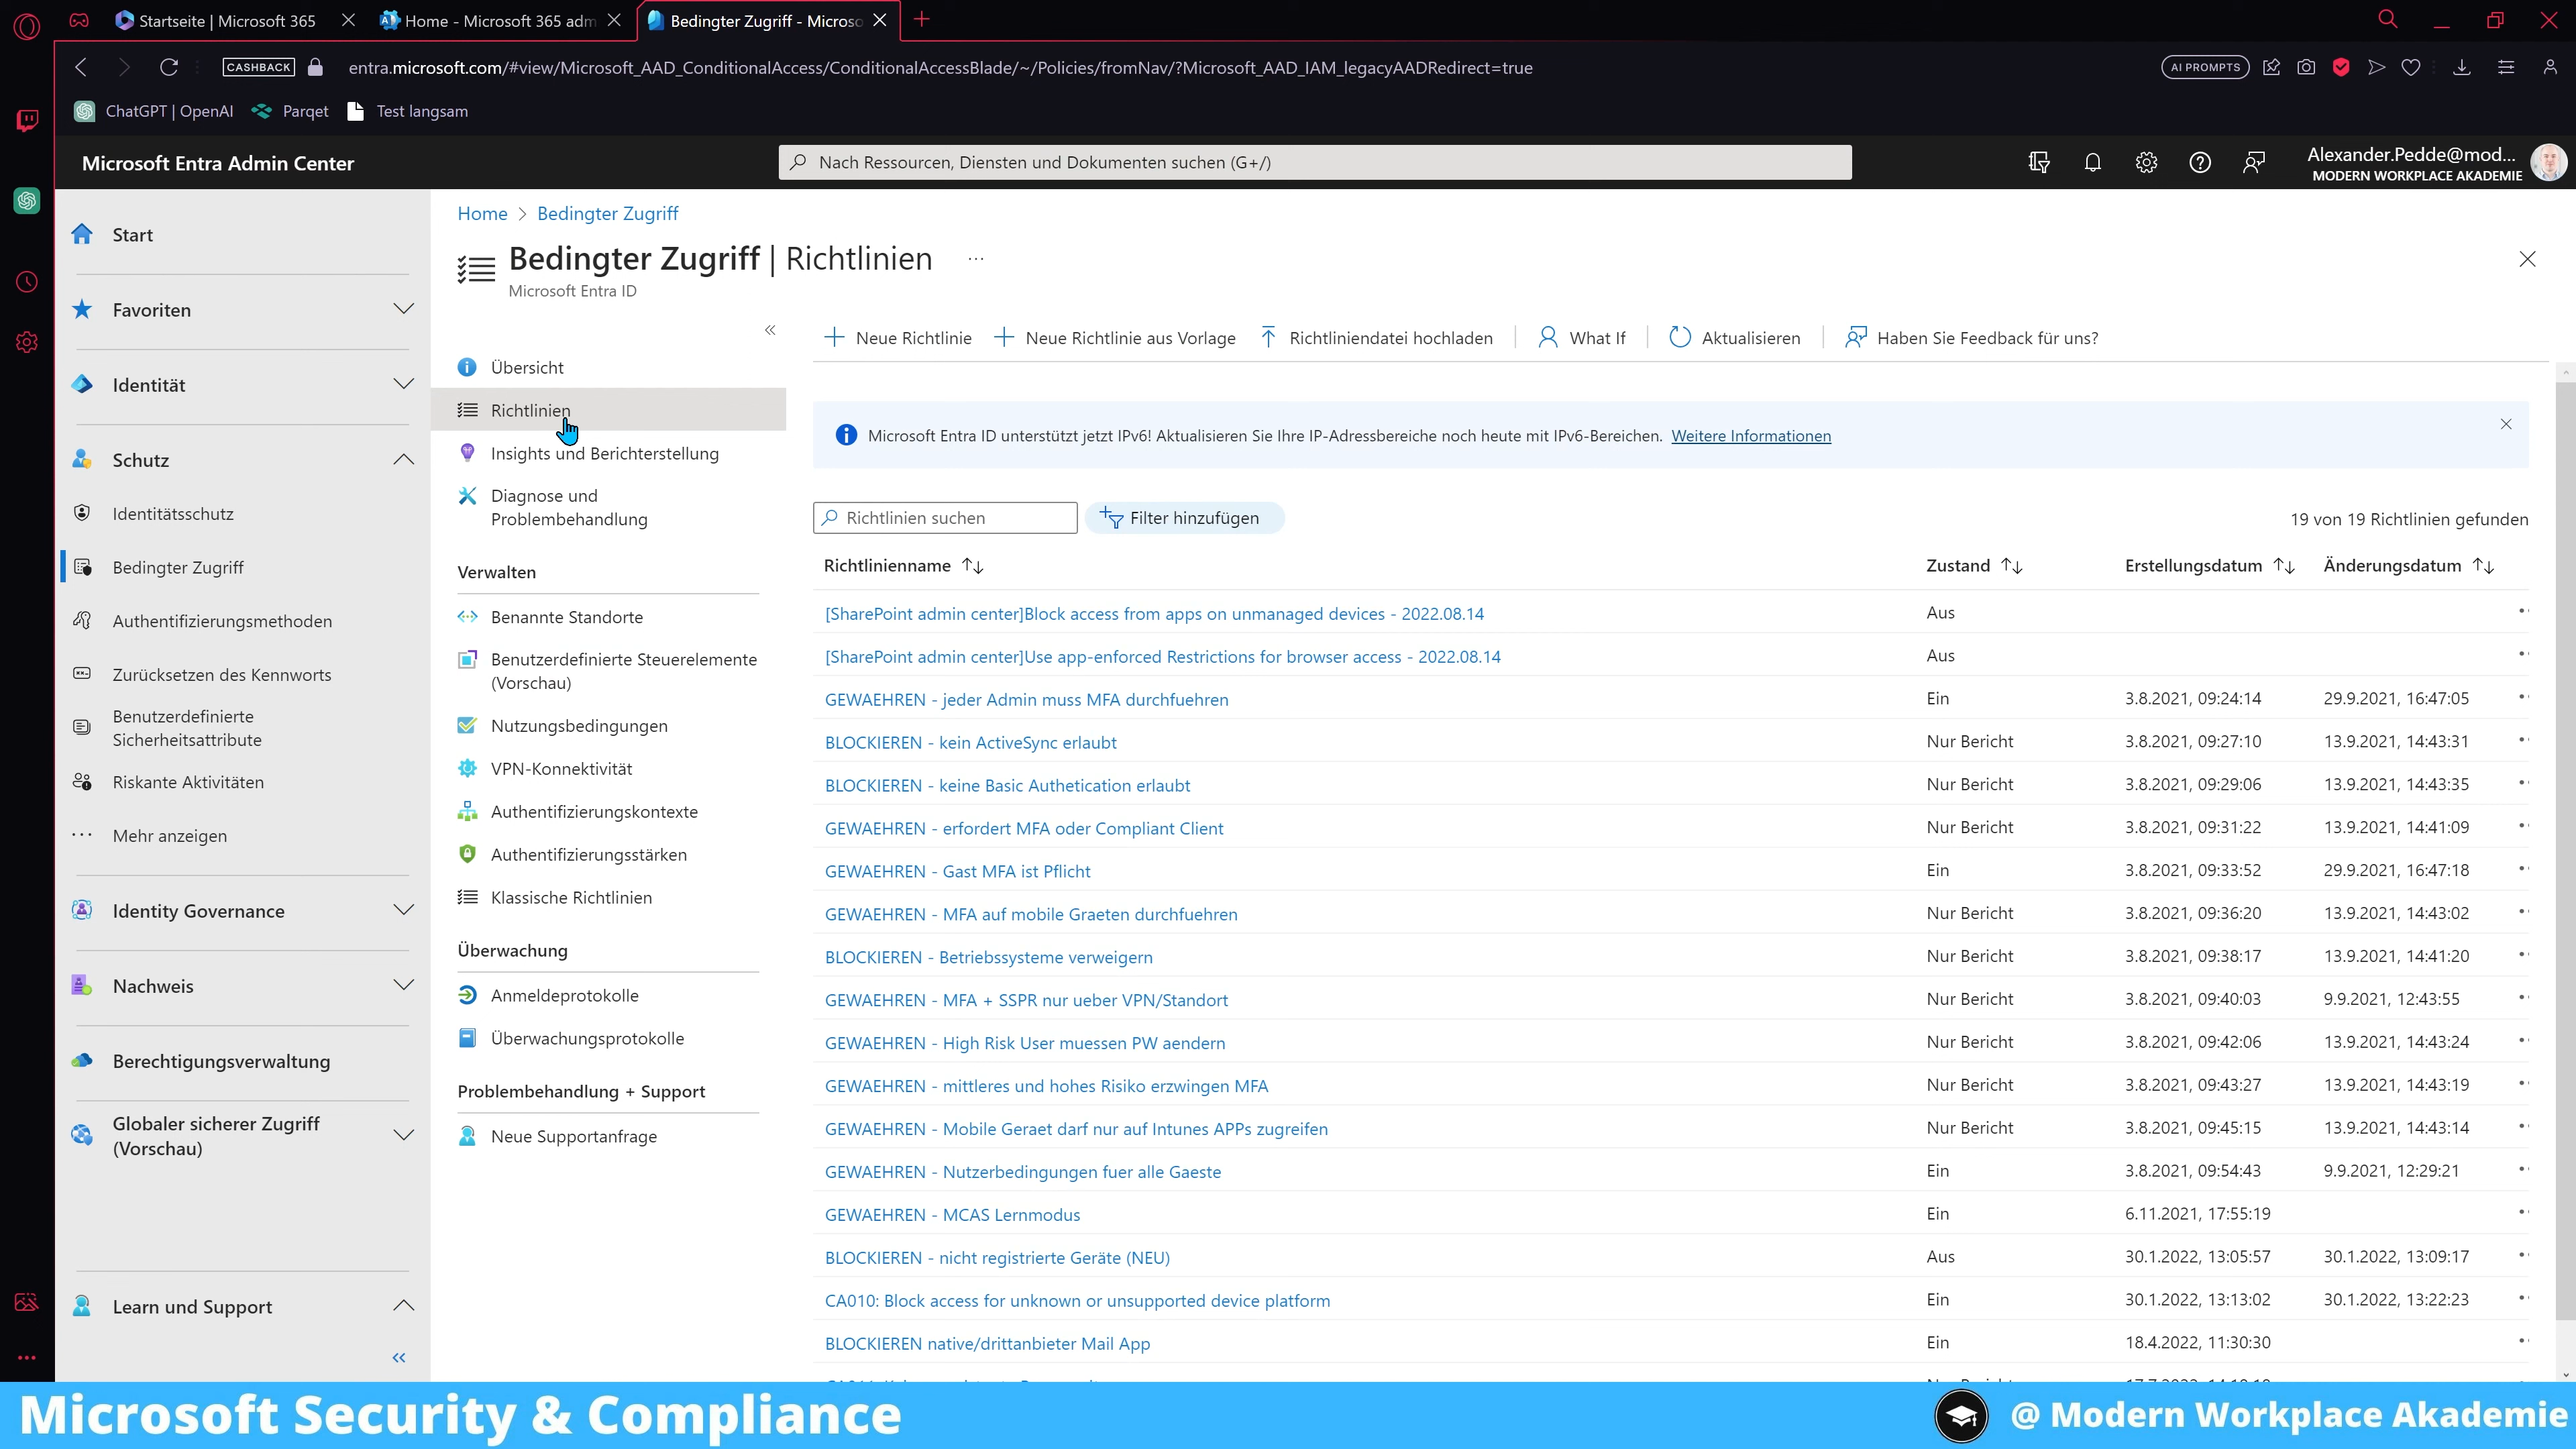 Startseite | Microsoft 365
Home - Microsoft 365 adm
Bedingter Zugriff - Microso
CASHBACK
entra.microsoft.com/#view/Microsoft_AAD_ConditionalAccess/ConditionalAccessBlade/~/Policies/fromNav/?Microsoft_AAD_IAM_legacyAADRedirect=true
AI PROMPTS
ChatGPT | OpenAI
Parqet
Test langsam
Microsoft Entra Admin Center
Nach Ressourcen, Diensten und Dokumenten suchen (G+/)
Alexander.Pedde@mod...
MODERN WORKPLACE AKADEMIE
Start
Favoriten
Identität
Schutz
Identitätsschutz
Bedingter Zugriff
Authentifizierungsmethoden
Zurücksetzen des Kennworts
Benutzerdefinierte
Sicherheitsattribute
Riskante Aktivitäten
Mehr anzeigen
Identity Governance
Nachweis
Berechtigungsverwaltung
Globaler sicherer Zugriff
(Vorschau)
Learn und Support
Home > Bedingter Zugriff
Bedingter Zugriff | Richtlinien
Microsoft Entra ID
Übersicht
Richtlinien
Insights und Berichterstellung
Diagnose und
Problembehandlung
Verwalten
Benannte Standorte
Benutzerdefinierte Steuerelemente
(Vorschau)
Nutzungsbedingungen
VPN-Konnektivität
Authentifizierungskontexte
Authentifizierungsstärken
Klassische Richtlinien
Überwachung
Anmeldeprotokolle
Überwachungsprotokolle
Problembehandlung + Support
Neue Supportanfrage
Neue Richtlinie
Neue Richtlinie aus Vorlage
Richtliniendatei hochladen
What If
Aktualisieren
Haben Sie Feedback für uns?
Microsoft Entra ID unterstützt jetzt IPv6! Aktualisieren Sie Ihre IP-Adressbereiche noch heute mit IPv6-Bereichen. Weitere Informationen
Richtlinien suchen
Filter hinzufügen
19 von 19 Richtlinien gefunden
Richtlinienname Zustand Erstellungsdatum Änderungsdatum
[SharePoint admin center]Block access from apps on unmanaged devices - 2022.08.14 Aus
[SharePoint admin center]Use app-enforced Restrictions for browser access - 2022.08.14 Aus
GEWAEHREN - jeder Admin muss MFA durchfuehren Ein 3.8.2021, 09:24:14 29.9.2021, 16:47:05
BLOCKIEREN - kein ActiveSync erlaubt Nur Bericht 3.8.2021, 09:27:10 13.9.2021, 14:43:31
BLOCKIEREN - keine Basic Authetication erlaubt Nur Bericht 3.8.2021, 09:29:06 13.9.2021, 14:43:35
GEWAEHREN - erfordert MFA oder Compliant Client Nur Bericht 3.8.2021, 09:31:22 13.9.2021, 14:41:09
GEWAEHREN - Gast MFA ist Pflicht Ein 3.8.2021, 09:33:52 29.9.2021, 16:47:18
GEWAEHREN - MFA auf mobile Graeten durchfuehren Nur Bericht 3.8.2021, 09:36:20 13.9.2021, 14:43:02
BLOCKIEREN - Betriebssysteme verweigern Nur Bericht 3.8.2021, 09:38:17 13.9.2021, 14:41:20
GEWAEHREN - MFA + SSPR nur ueber VPN/Standort Nur Bericht 3.8.2021, 09:40:03 9.9.2021, 12:43:55
GEWAEHREN - High Risk User muessen PW aendern Nur Bericht 3.8.2021, 09:42:06 13.9.2021, 14:43:24
GEWAEHREN - mittleres und hohes Risiko erzwingen MFA Nur Bericht 3.8.2021, 09:43:27 13.9.2021, 14:43:19
GEWAEHREN - Mobile Geraet darf nur auf Intunes APPs zugreifen Nur Bericht 3.8.2021, 09:45:15 13.9.2021, 14:43:14
GEWAEHREN - Nutzerbedingungen fuer alle Gaeste Ein 3.8.2021, 09:54:43 9.9.2021, 12:29:21
GEWAEHREN - MCAS Lernmodus Ein 6.11.2021, 17:55:19
BLOCKIEREN - nicht registrierte Geräte (NEU) Aus 30.1.2022, 13:05:57 30.1.2022, 13:09:17
CA010: Block access for unknown or unsupported device platform Ein 30.1.2022, 13:13:02 30.1.2022, 13:22:23
BLOCKIEREN native/drittanbieter Mail App Ein 18.4.2022, 11:30:30
Microsoft Security & Compliance
@ Modern Workplace Akademie